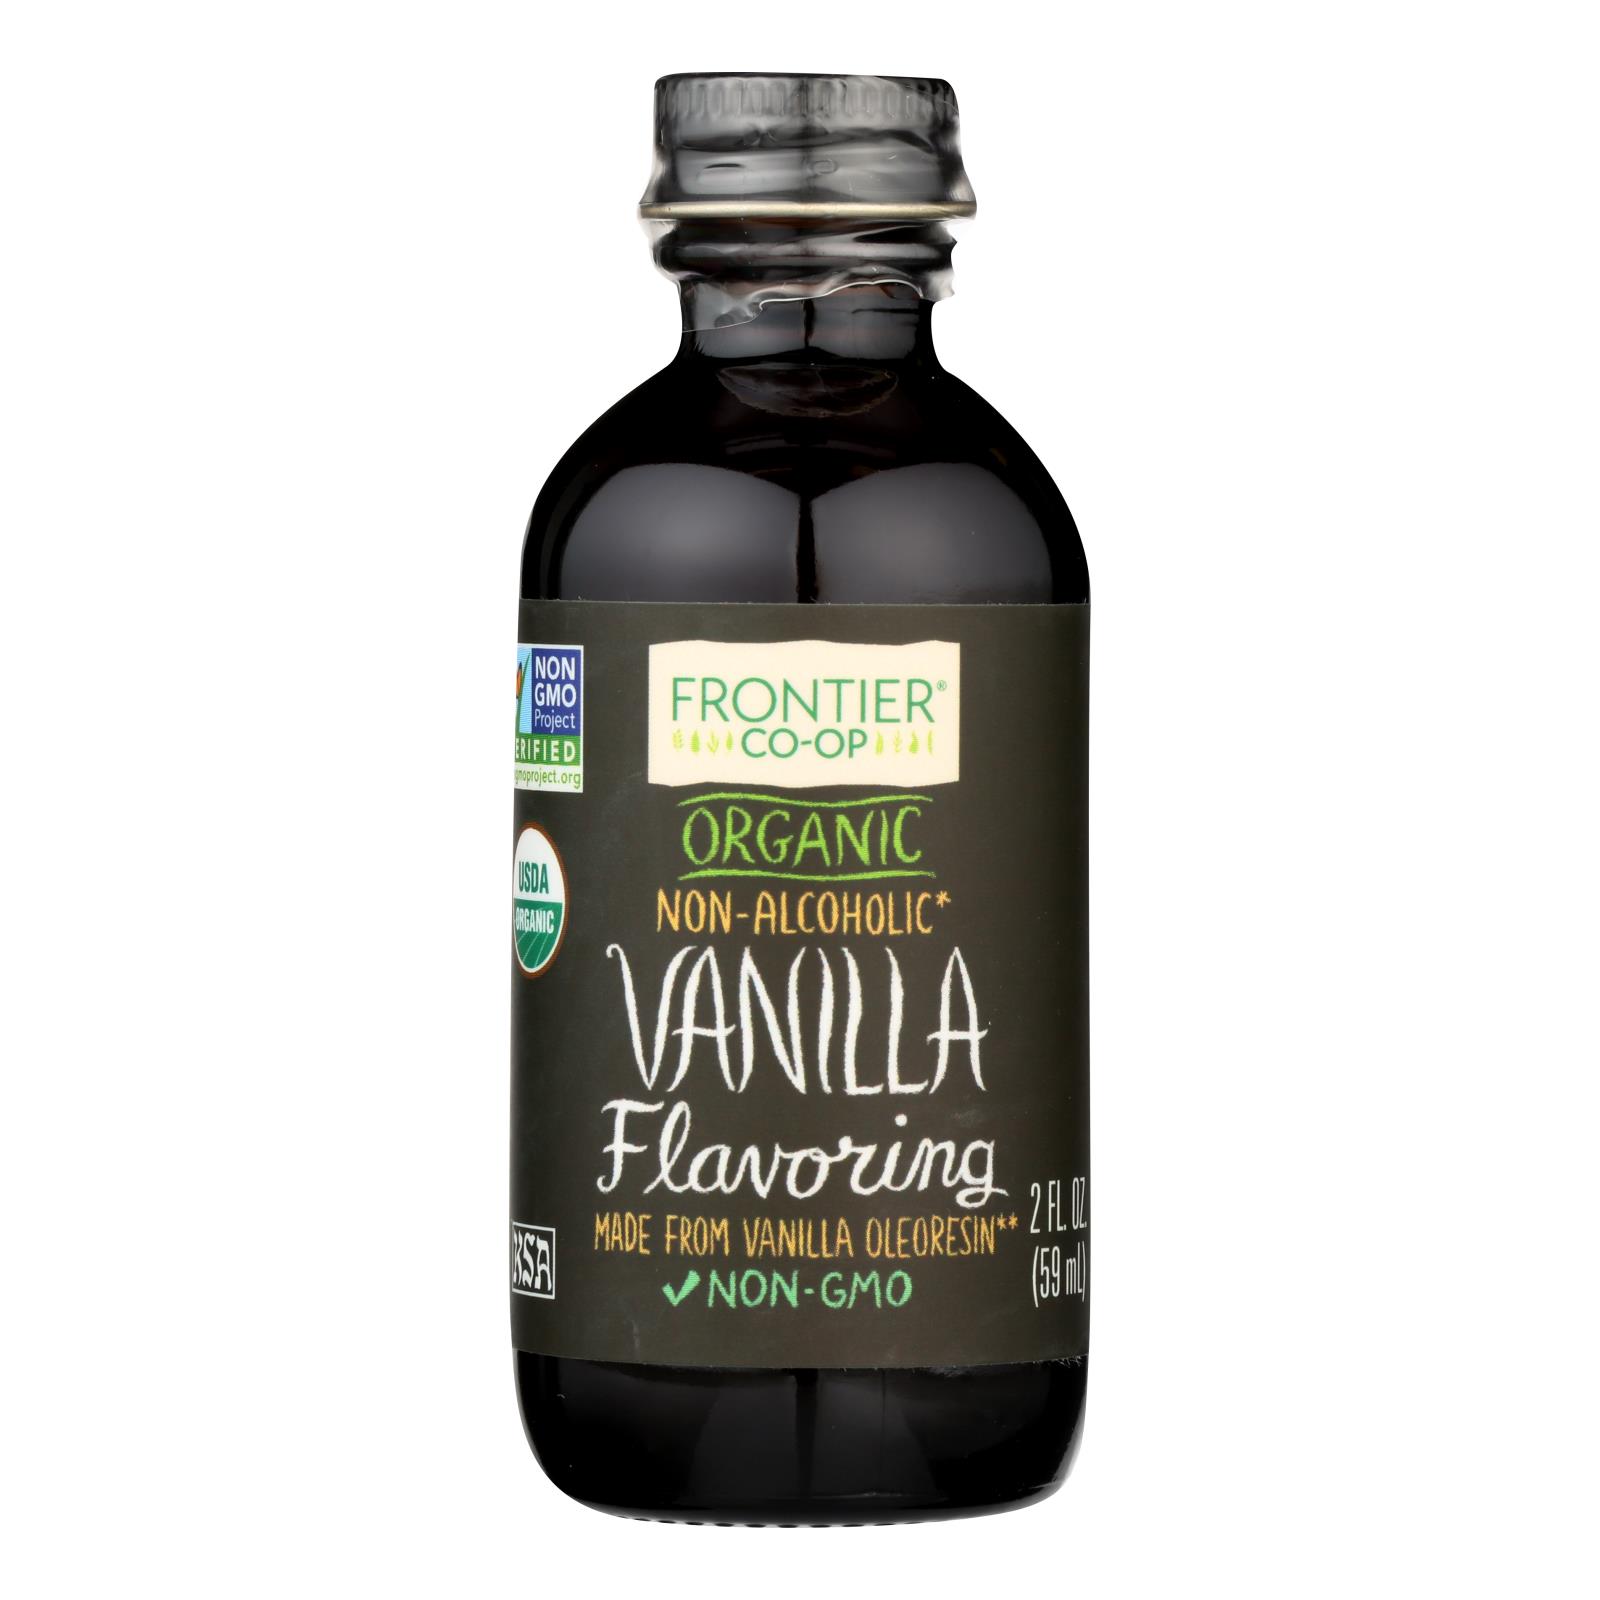 FRONTIER®
CO-OP
ORGANIC
NON-ALCOHOLIC*
VANILLA
Flavoring
MADE FROM VANILLA OLEORESIN**
✓NON-GMO
2 FL. OZ.
(59 mL)
NON
GMO
Project
ERIFIED
gmoproject.org
USDA
ORGANIC
KSA